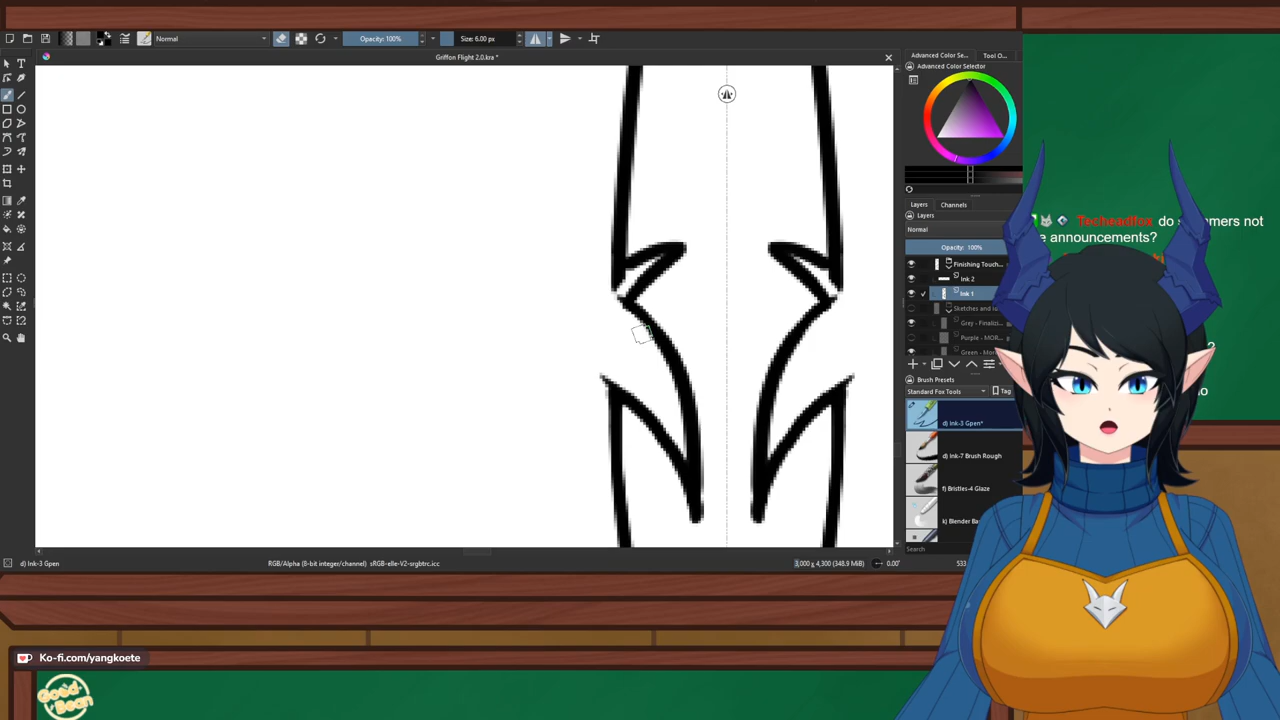 Normal
Opacity: 100%
Size: 6.00 px
Griffon Flight 2.0.kra *
Advanced Color Se...
Tool O...
Advanced Color Selector
Layers
Channels
Layers
Normal
Opacity: 100%
Finishing Touch...
Ink 2
Ink 1
Sketches and
Grey - Finalizi
Purple - MOR
Green - Mor
Brush Presets
Standard Fox Tools
Tag
d) Ink-3 Gpen*
d) Ink-7 Brush Rough
f) Bristles-4 Glaze
k) Blender Ba
Search
d) Ink-3 Gpen
RGB/Alpha (8-bit integer/channel) sRGB-elle-V2-srgbtrc.icc
3,000 x 4,300 (348.9 MiB)
0.00°
533
Techeadfox do not
announcements?
Ko-fi.com/yangkoete
Good
Bean